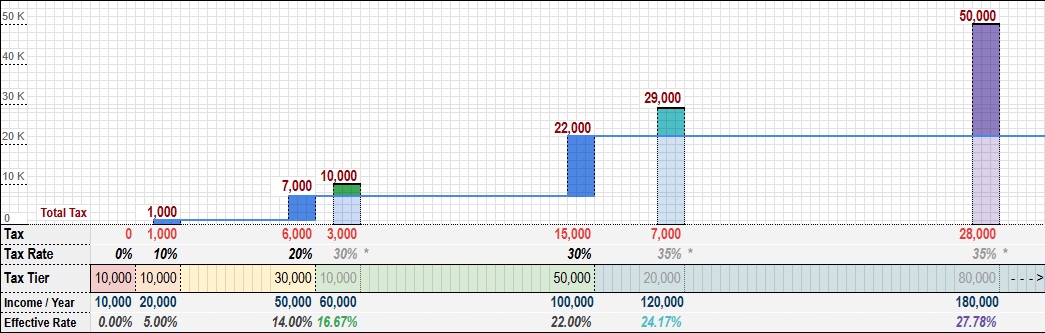 50 K
50,000
40 K
30 K
29,000
20 K
22,000
10 K
7,000 10,000
0 Total Tax 1,000
Tax 0 1,000 6,000 3,000 15,000 7,000 28,000
Tax Rate 0% 10% 20% 30% * 30% 35% * 35% *
Tax Tier 10,000 10,000 30,000 10,000 50,000 20,000 80,000 - - - >
Income / Year 10,000 20,000 50,000 60,000 100,000 120,000 180,000
Effective Rate 0.00% 5.00% 14.00% 16.67% 22.00% 24.17% 27.78%